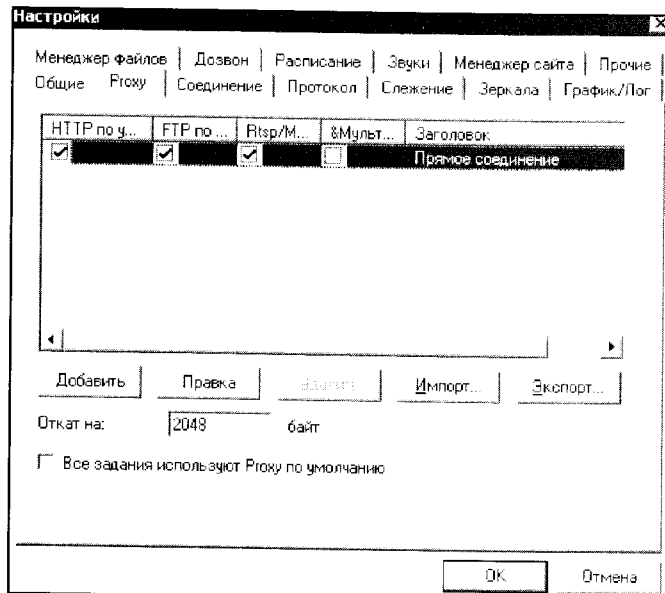 Настройки
Менеджер файлов Дозвон Расписание Звуки Менеджер сайта Прочие
Общие Proxy Соединение Протокол Слежение Зеркала График/Лог
HTTP по у... FTP по ... Rtsp/M... &Мульт... Заголовок
Прямое соединение
Добавить Правка Удалить Импорт... Экспорт...
Откат на: 2048 байт
Все задания используют Proxy по умолчанию
OK Отмена